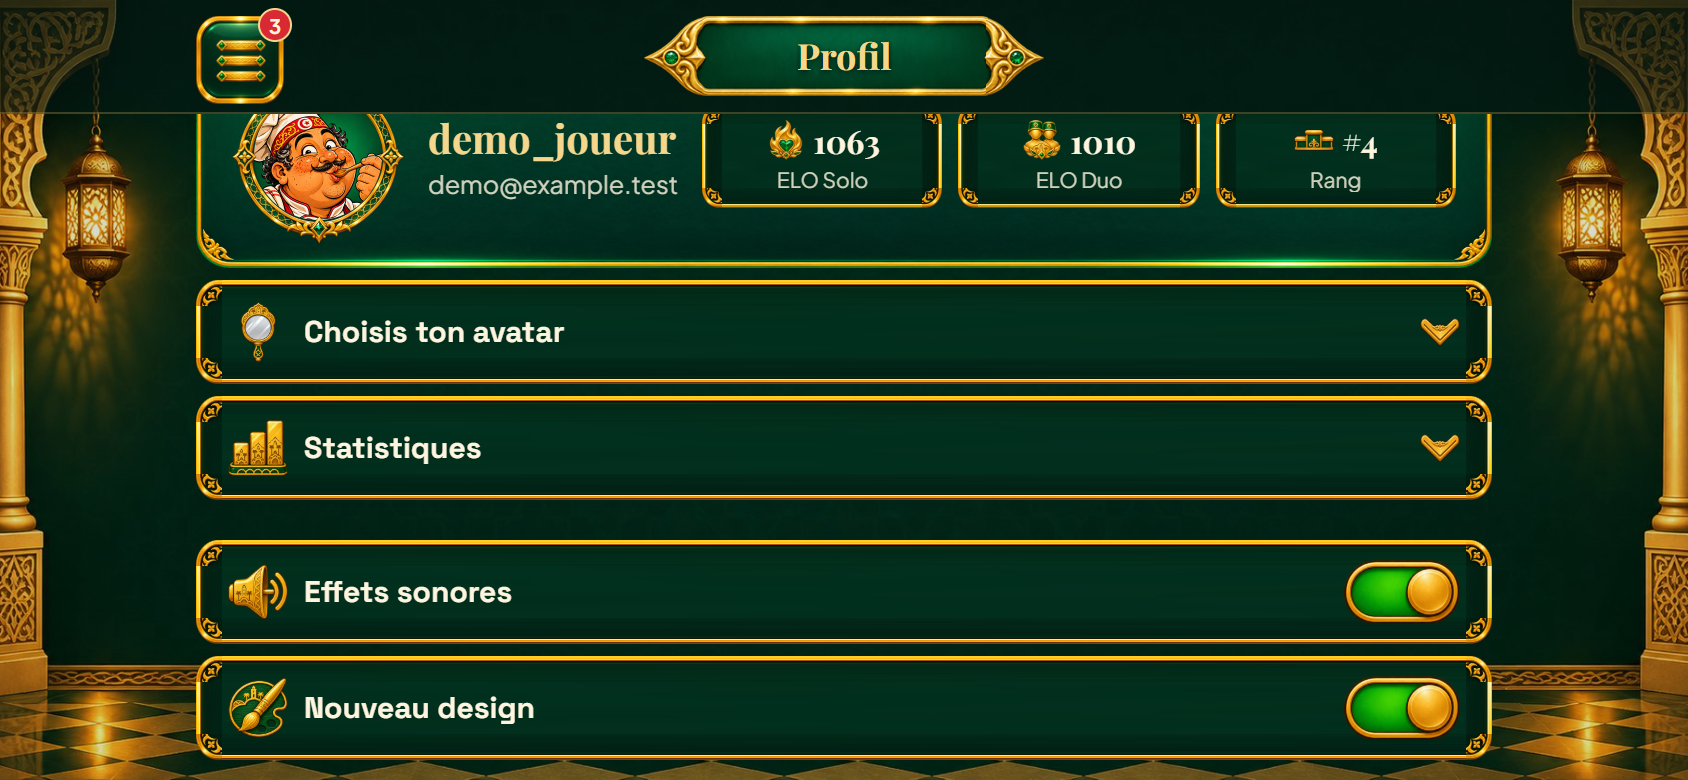 3
Profil
demo_joueur
demo@example.test
1063
ELO Solo
1010
ELO Duo
#4
Rang
Choisis ton avatar
Statistiques
Effets sonores
Nouveau design